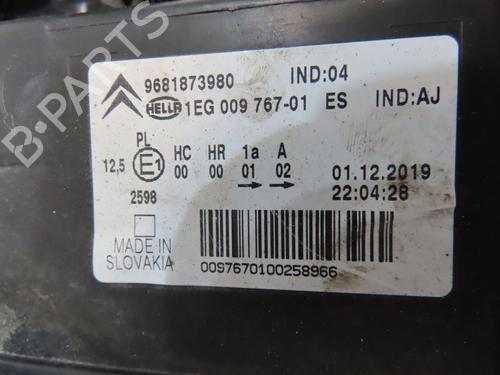 B-PARTS
9681873980 IND:04
HELLA 1EG 009 767-01 ES IND:AJ
PL
12,5 E1 HC HR 1a A
00 00 01 02
2598
01.12.2019
22:04:28
MADE IN
SLOVAKIA
0097670100258966